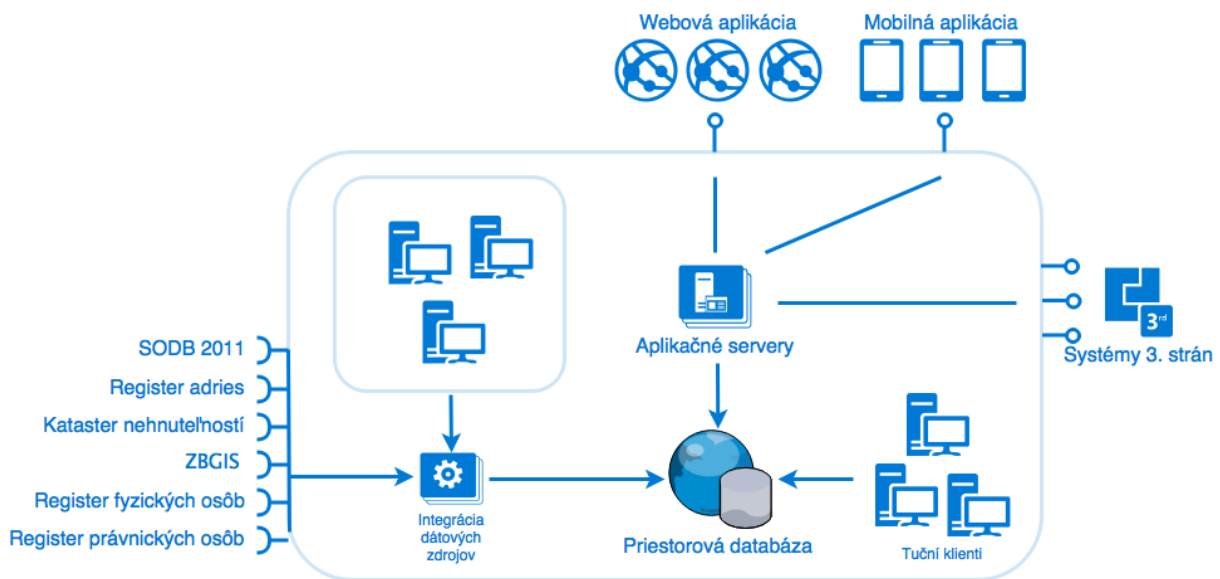 Webová aplikácia
Mobilná aplikácia
SODB 2011
Register adries
Kataster nehnuteľností
ZBGIS
Register fyzických osôb
Register právnických osôb
Integrácia
dátových
zdrojov
Aplikačné servery
Priestorová databáza
Tuční klienti
3rd
Systémy 3. strán